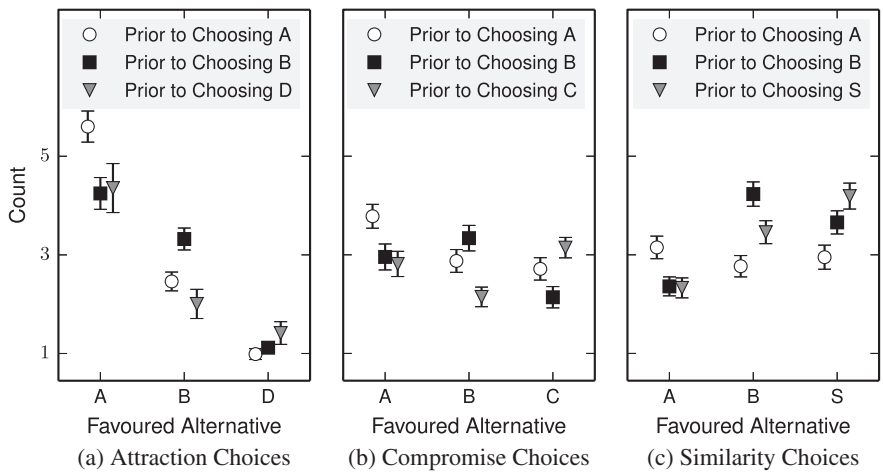 Prior to Choosing A
Prior to Choosing B
Prior to Choosing D
Prior to Choosing A
Prior to Choosing B
Prior to Choosing C
Prior to Choosing A
Prior to Choosing B
Prior to Choosing S
Count
5
3
1
A B D
A B C
A B S
Favoured Alternative
Favoured Alternative
Favoured Alternative
(a) Attraction Choices
(b) Compromise Choices
(c) Similarity Choices